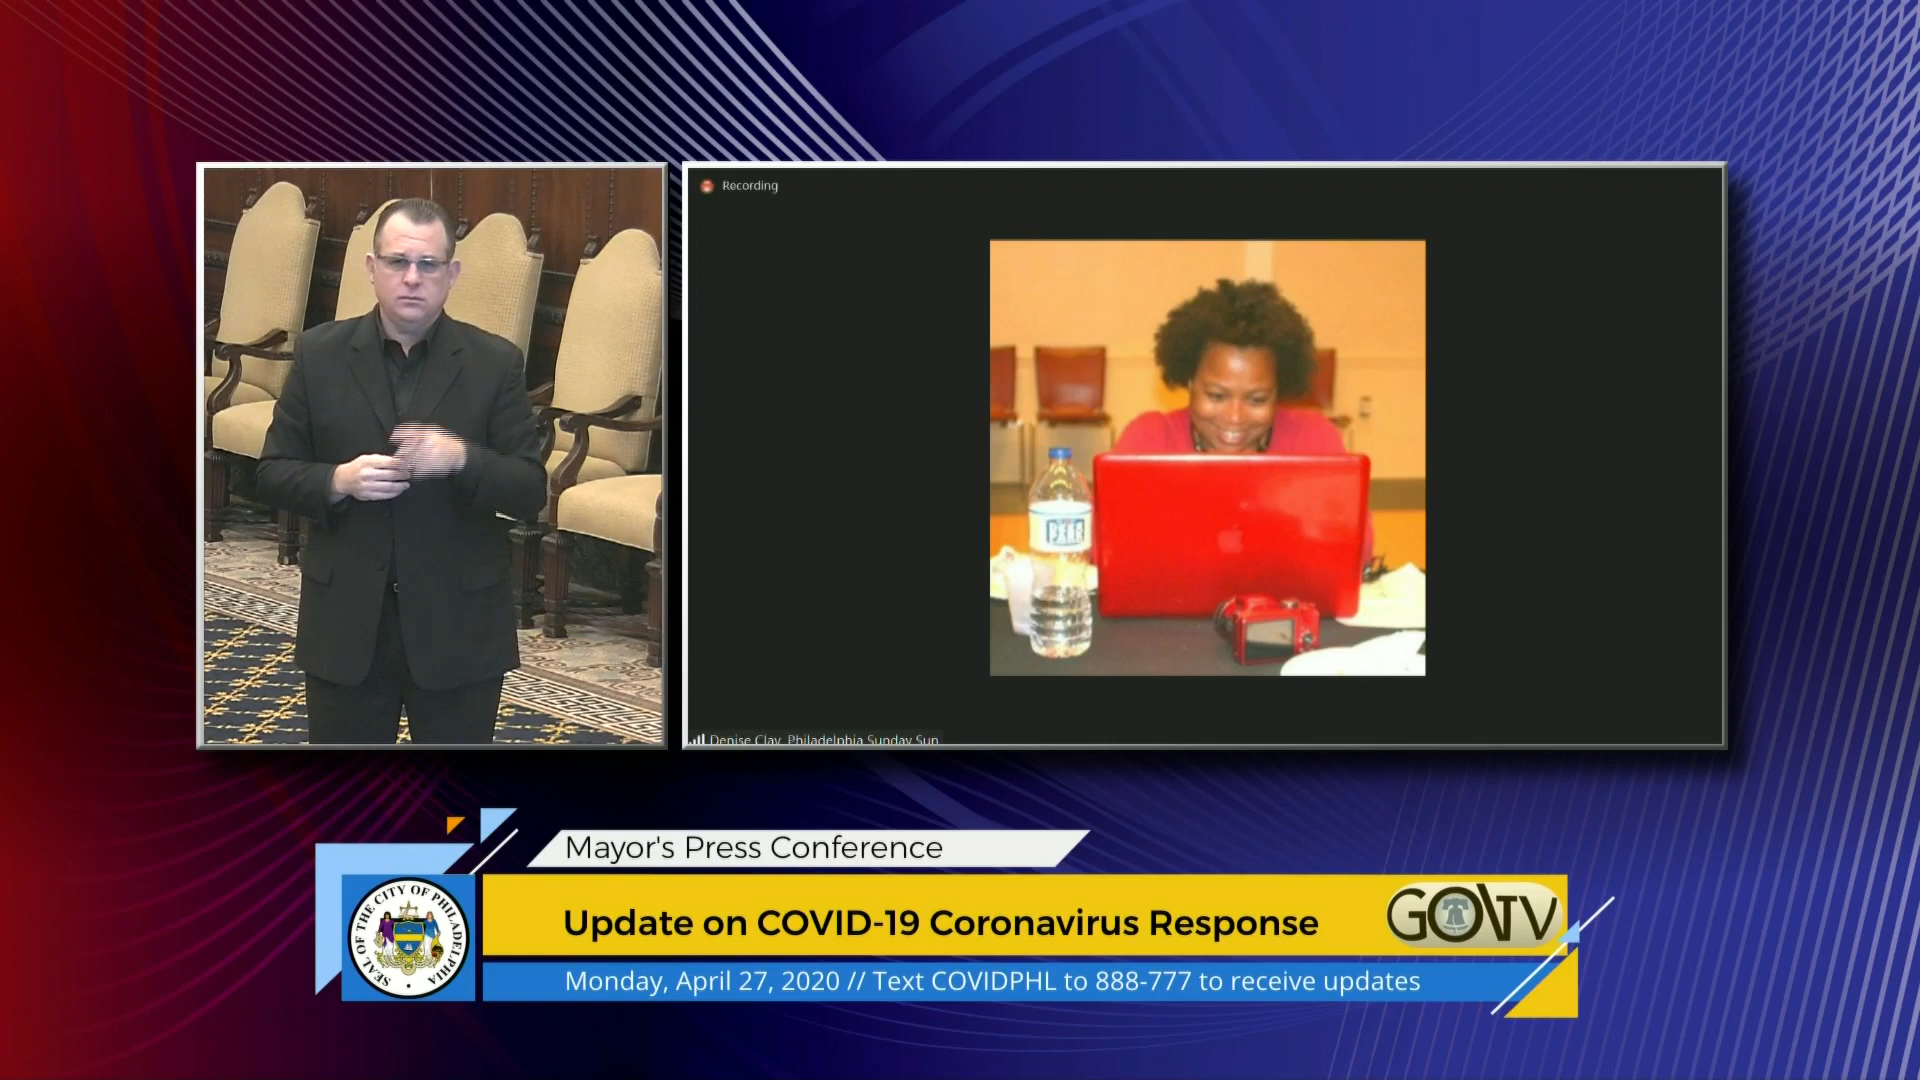 Recording
Denise Clay, Philadelphia Sunday Sun
Mayor's Press Conference
SEAL OF THE CITY OF PHILADELPHIA
Update on COVID-19 Coronavirus Response
GOVTV
Monday, April 27, 2020 // Text COVIDPHL to 888-777 to receive updates